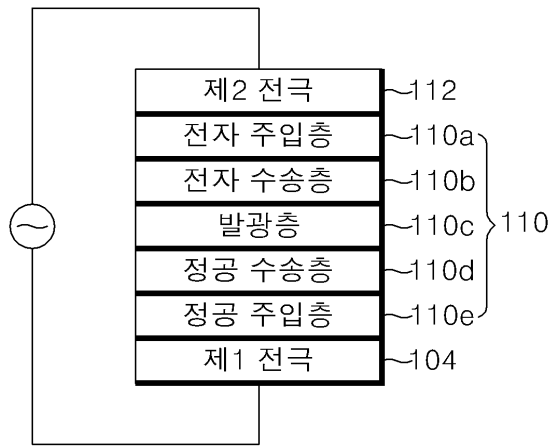 제2 전극 112
전자 주입층 110a
전자 수송층 110b
발광층 110c 110
정공 수송층 110d
정공 주입층 110e
제1 전극 104